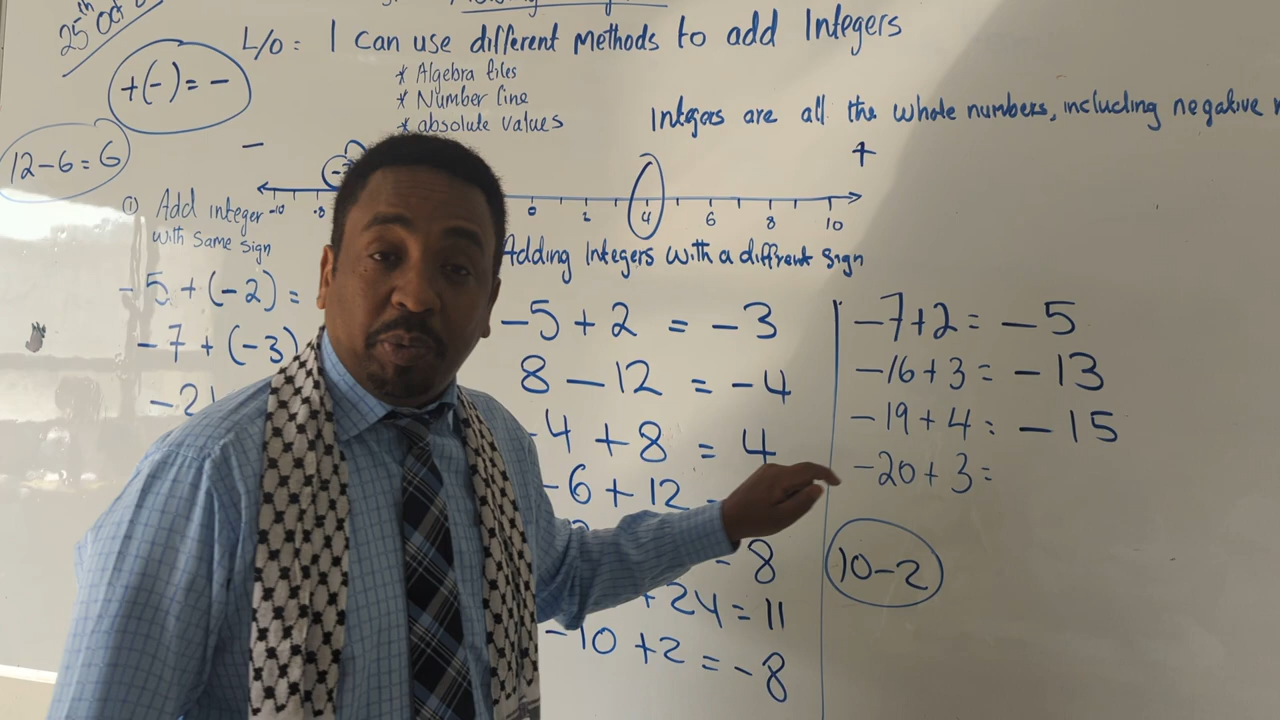 25th Oct
L/o = I can use different methods to add Integers
* Algebra tiles
* Number line
* absolute values
+(-) = -
12-6=6
Integers are all the whole numbers, including negative
- +
-10 -8 0 2 4 6 8 10
① Add integer
with same sign
-5 + (-2) =
-7 + (-3)
-21
Adding Integers with a different sign
-5 + 2 = -3
8 - 12 = -4
-4 + 8 = 4
-6 + 12
-8
+24 = 11
-10 + 2 = -8
-7+2 = -5
-16+3 = -13
-19+4 = -15
-20+3 =
10-2